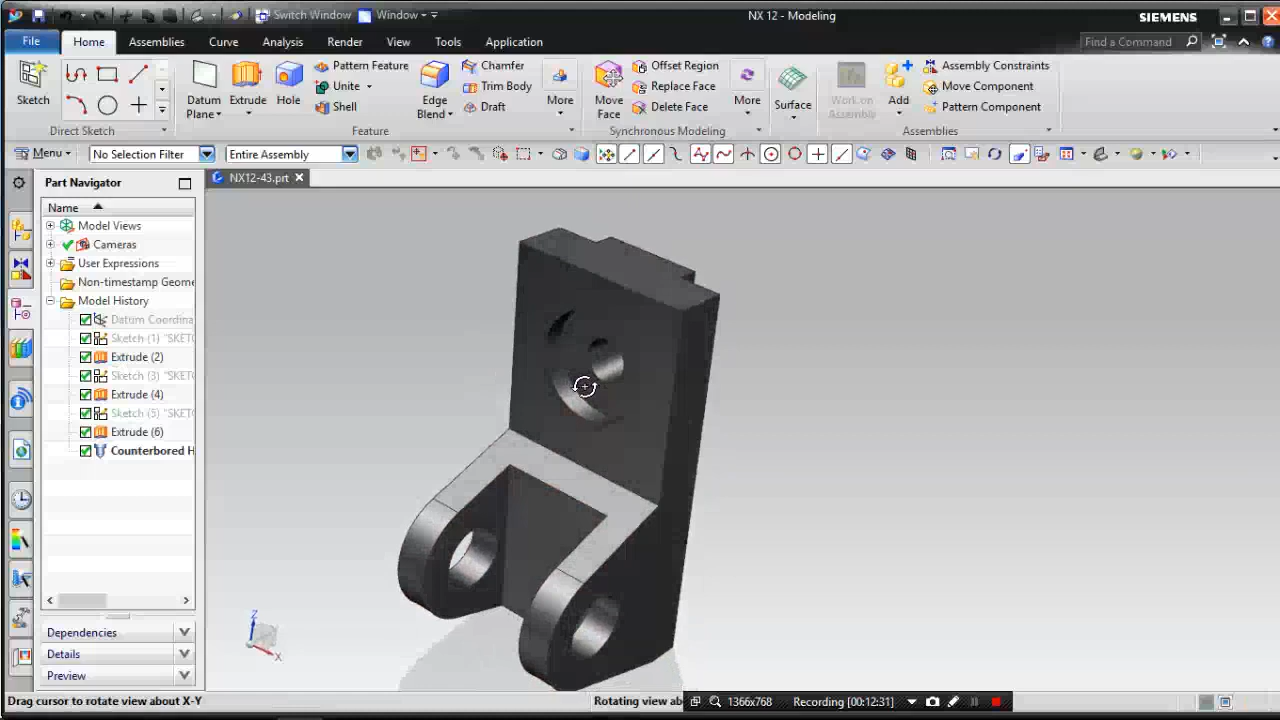 Switch Window Window NX 12 - Modeling SIEMENS
File Home Assemblies Curve Analysis Render View Tools Application Find a Command
Sketch Direct Sketch
Datum Plane Extrude Hole Pattern Feature Unite Shell Edge Blend Chamfer Trim Body Draft More Feature
Move Face Offset Region Replace Face Delete Face More Synchronous Modeling
Surface
Work on Assembly Add Assembly Constraints Move Component Pattern Component Assemblies
Menu No Selection Filter Entire Assembly
Part Navigator NX12-43.prt
Name
Model Views
Cameras
User Expressions
Non-timestamp Geome
Model History
Datum Coordina
Sketch (1) "SKET
Extrude (2)
Sketch (3) "SKET
Extrude (4)
Sketch (5) "SKET
Extrude (6)
Counterbored H
Dependencies
Details
Preview
Z
X
Drag cursor to rotate view about X-Y Rotating view ab 1366x768 Recording [00:12:31]